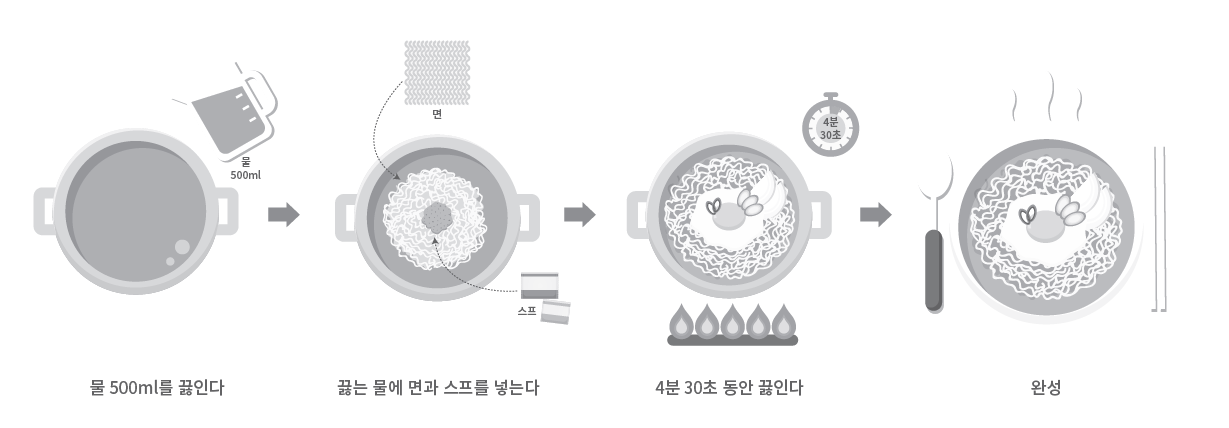 물
500ml
면
스프
4분
30초
물 500ml를 끓인다
끓는 물에 면과 스프를 넣는다
4분 30초 동안 끓인다
완성